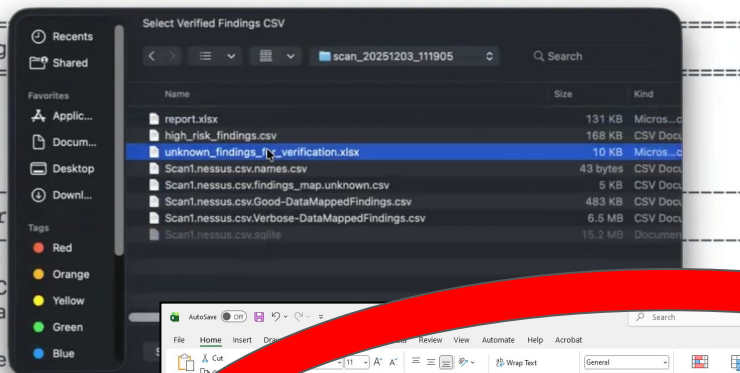 Select Verified Findings CSV
Recents
Shared
scan_20251203_111905
Search
Favorites
Applic...
Docum...
Desktop
Downl...
Tags
Red
Orange
Yellow
Green
Blue
Name Size Kind
report.xlsx 131 KB Micros...c
high_risk_findings.csv 168 KB CSV Docu
unknown_findings_for_verification.xlsx 10 KB Micros...c
Scan1.nessus.csv.names.csv 43 bytes CSV Docu
Scan1.nessus.csv.findings_map.unknown.csv 5 KB CSV Docu
Scan1.nessus.csv.Good-DataMappedFindings.csv 483 KB CSV Docu
Scan1.nessus.csv.Verbose-DataMappedFindings.csv 6.5 MB CSV Docu
Scan1.nessus.csv.sqlite 15.2 MB Documen
AutoSave Off Search
File Home Insert Review View Automate Help Acrobat
Cut 11 Wrap Text General